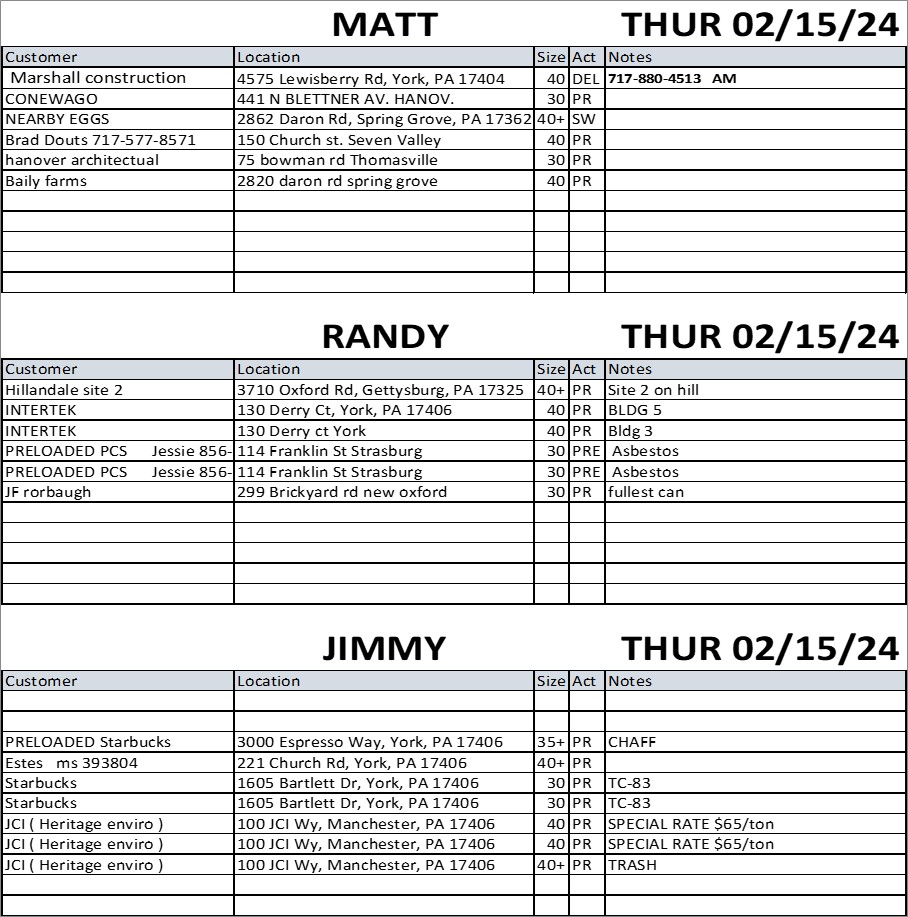 MATT THUR 02/15/24
Customer Location Size Act Notes
Marshall construction 4575 Lewisberry Rd, York, PA 17404 40 DEL 717-880-4513 AM
CONEWAGO 441 N BLETTNER AV. HANOV. 30 PR
NEARBY EGGS 2862 Daron Rd, Spring Grove, PA 17362 40+ SW
Brad Douts 717-577-8571 150 Church st. Seven Valley 40 PR
hanover architectual 75 bowman rd Thomasville 30 PR
Baily farms 2820 daron rd spring grove 40 PR
RANDY THUR 02/15/24
Customer Location Size Act Notes
Hillandale site 2 3710 Oxford Rd, Gettysburg, PA 17325 40+ PR Site 2 on hill
INTERTEK 130 Derry Ct, York, PA 17406 40 PR BLDG 5
INTERTEK 130 Derry ct York 40 PR Bldg 3
PRELOADED PCS Jessie 856- 114 Franklin St Strasburg 30 PRE Asbestos
PRELOADED PCS Jessie 856- 114 Franklin St Strasburg 30 PRE Asbestos
JF rorbaugh 299 Brickyard rd new oxford 30 PR fullest can
JIMMY THUR 02/15/24
Customer Location Size Act Notes
PRELOADED Starbucks 3000 Espresso Way, York, PA 17406 35+ PR CHAFF
Estes ms 393804 221 Church Rd, York, PA 17406 40+ PR
Starbucks 1605 Bartlett Dr, York, PA 17406 30 PR TC-83
Starbucks 1605 Bartlett Dr, York, PA 17406 30 PR TC-83
JCI ( Heritage enviro ) 100 JCI Wy, Manchester, PA 17406 40 PR SPECIAL RATE $65/ton
JCI ( Heritage enviro ) 100 JCI Wy, Manchester, PA 17406 40 PR SPECIAL RATE $65/ton
JCI ( Heritage enviro ) 100 JCI Wy, Manchester, PA 17406 40+ PR TRASH